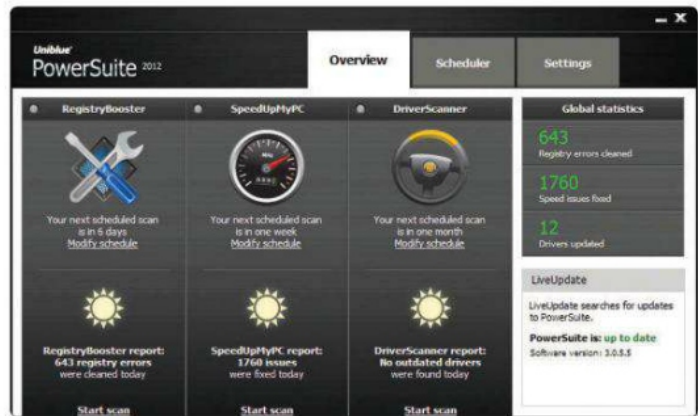 Uniblue
PowerSuite 2012
Overview
Scheduler
Settings
RegistryBooster
SpeedUpMyPC
DriverScanner
Global statistics
643
Registry errors cleaned
1760
Speed issues fixed
12
Drivers updated
Your next scheduled scan
is in 6 days
Modify schedule
Your next scheduled scan
is in one week
Modify schedule
Your next scheduled scan
is in one month
Modify schedule
LiveUpdate
LiveUpdate searches for updates
to PowerSuite.
PowerSuite is: up to date
Software version: 3.0.5.5
RegistryBooster report:
643 registry errors
were cleaned today
Start scan
SpeedUpMyPC report:
1760 issues
were fixed today
Start scan
DriverScanner report:
No outdated drivers
were found today
Start scan